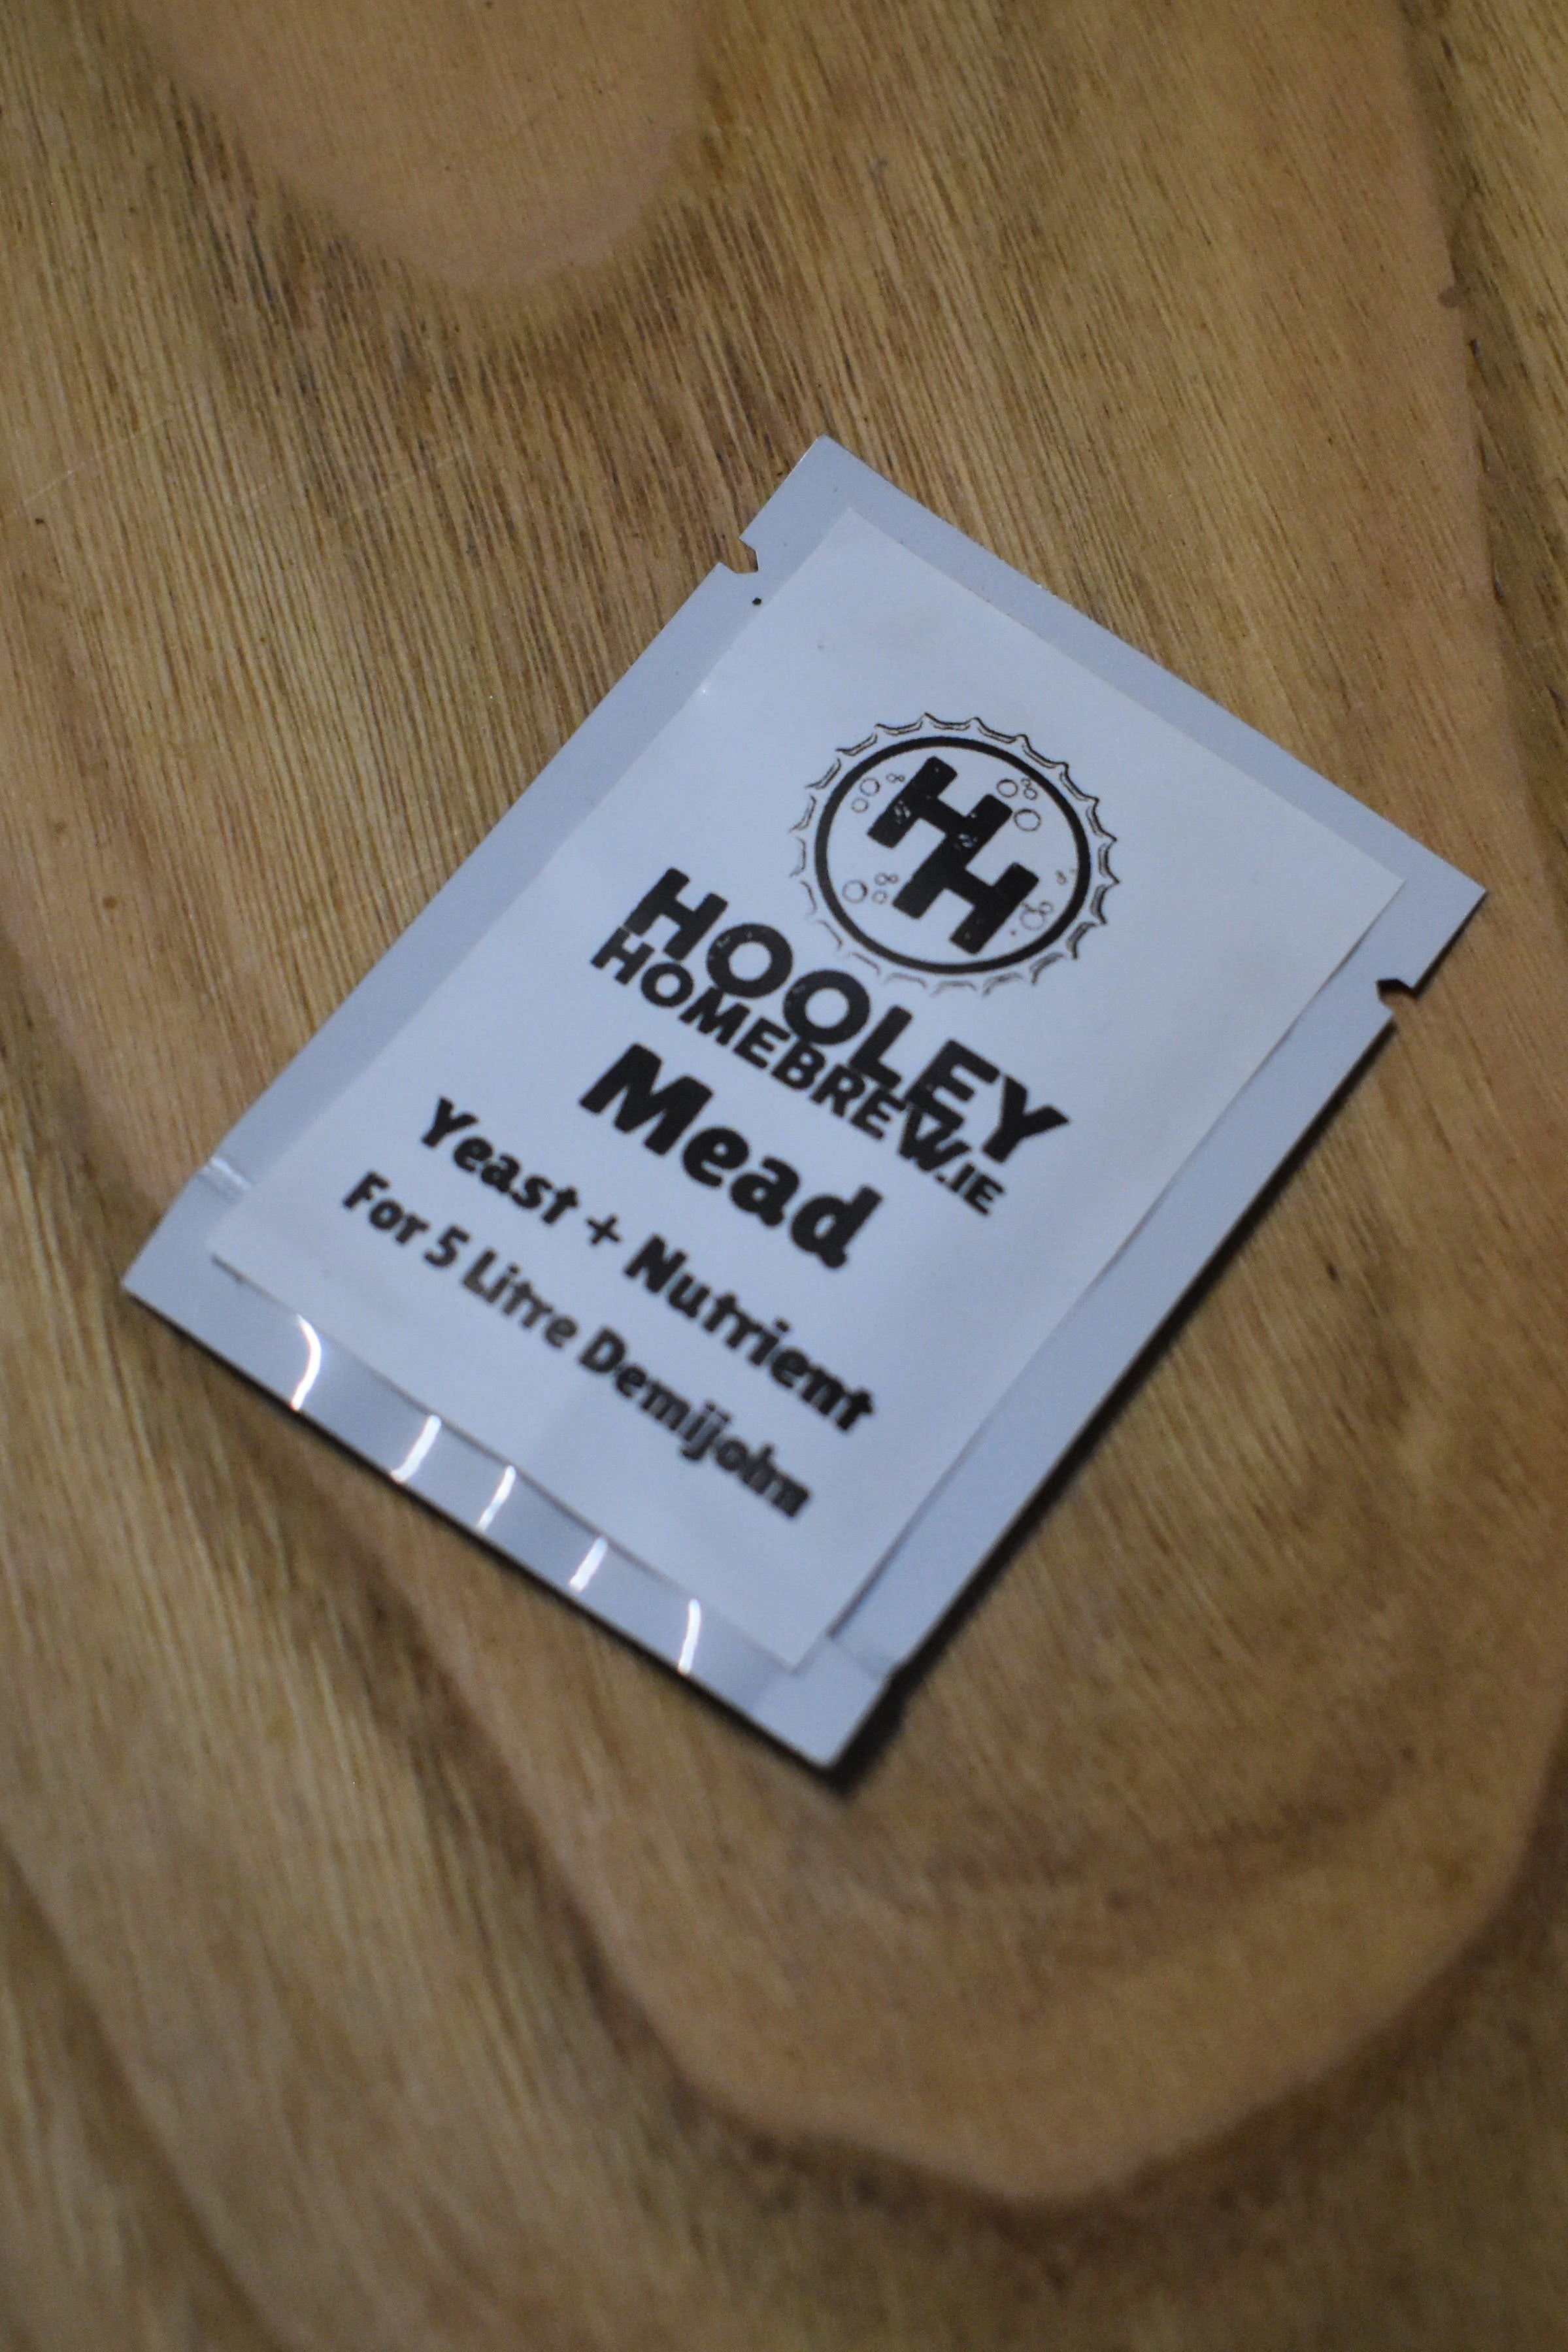 HH
HOOLEY
HOMEBREW.IE
Mead
Yeast + Nutrient
For 5 Litre Demijohn